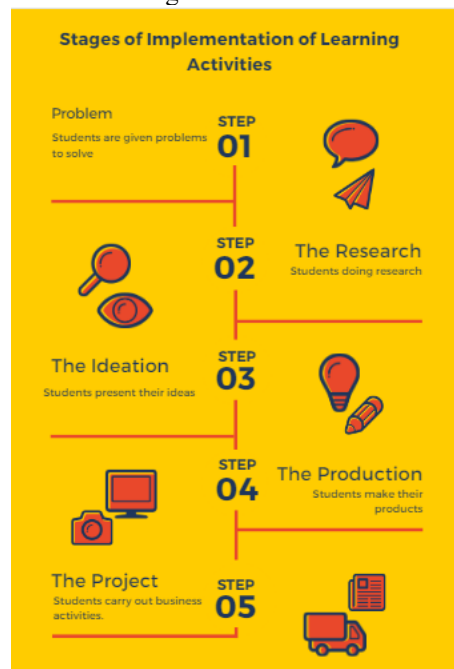 Stages of Implementation of Learning
Activities
Problem
Students are given problems
to solve
STEP
01
STEP
02
The Research
Students doing research
The Ideation
Students present their ideas
STEP
03
STEP
04
The Production
Students make their
products
The Project
Students carry out business
activities.
STEP
05